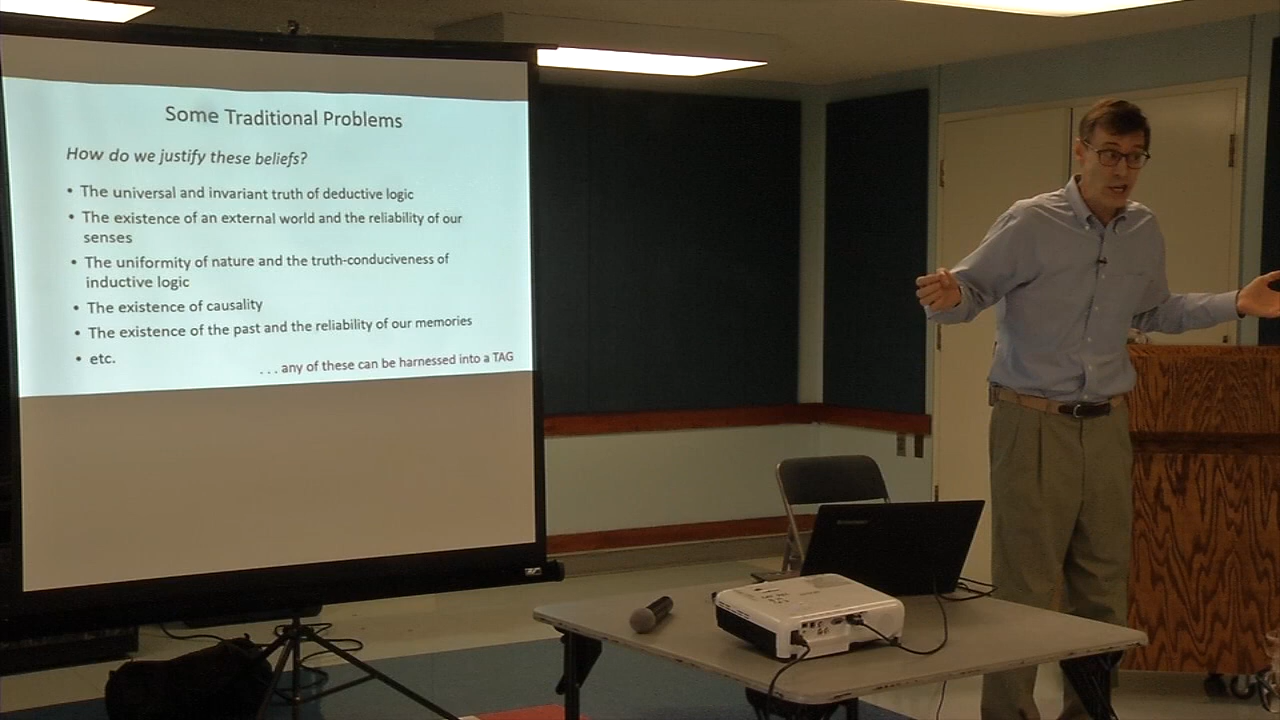 Some Traditional Problems
How do we justify these beliefs?
• The universal and invariant truth of deductive logic
• The existence of an external world and the reliability of our
senses
• The uniformity of nature and the truth-conduciveness of
inductive logic
• The existence of causality
• The existence of the past and the reliability of our memories
• etc.
. . . any of these can be harnessed into a TAG